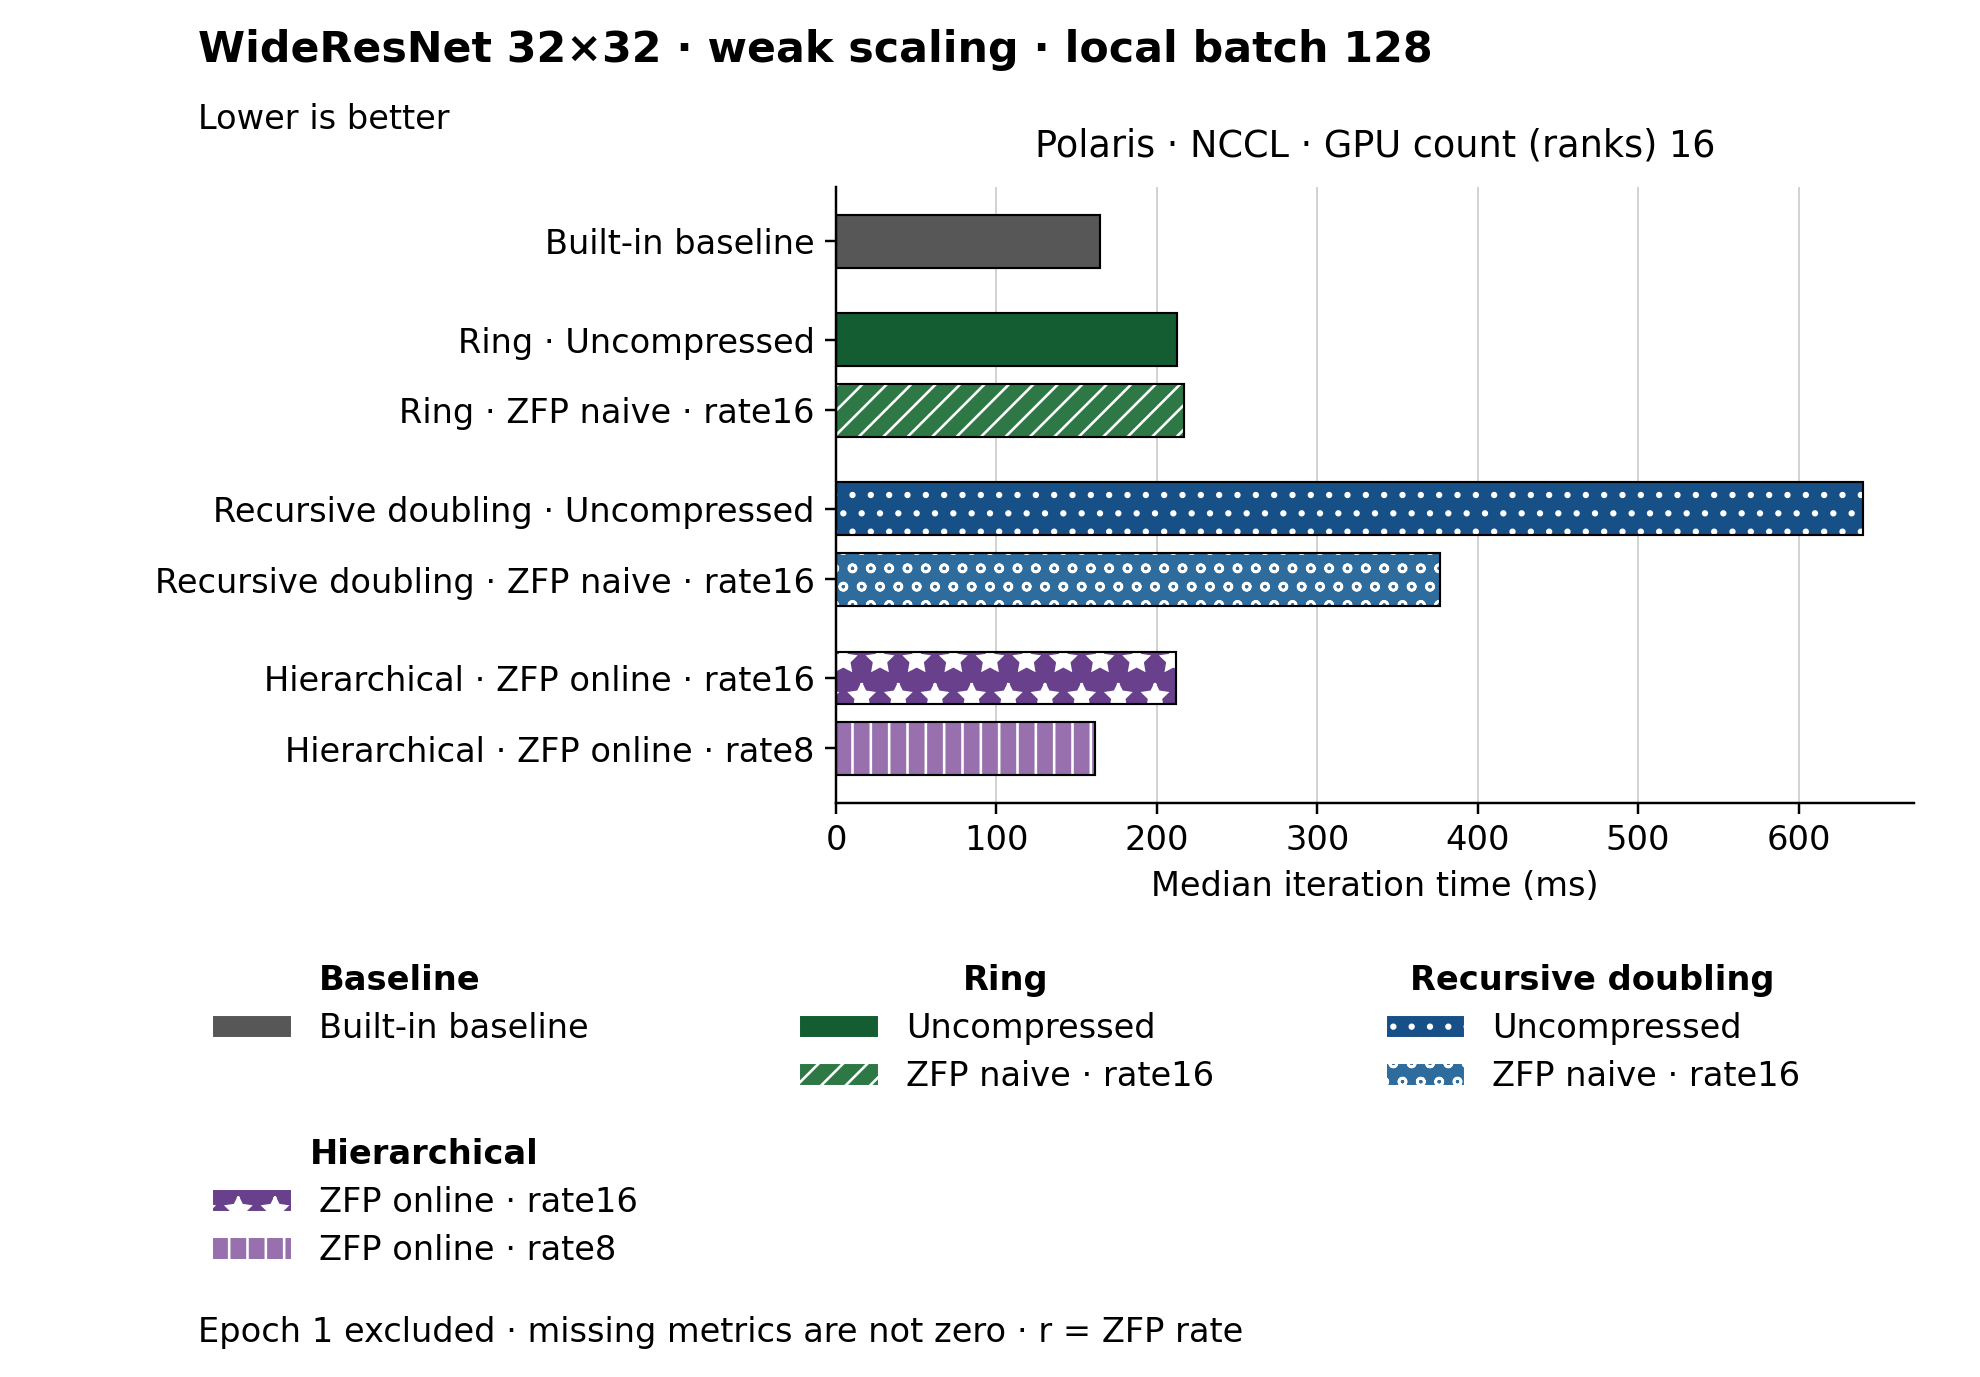 WideResNet 32×32 · weak scaling · local batch 128
Lower is better
Polaris · NCCL · GPU count (ranks) 16
Built-in baseline
Ring · Uncompressed
Ring · ZFP naive · rate16
Recursive doubling · Uncompressed
Recursive doubling · ZFP naive · rate16
Hierarchical · ZFP online · rate16
Hierarchical · ZFP online · rate8
0 100 200 300 400 500 600
Median iteration time (ms)
Baseline
Built-in baseline
Ring
Uncompressed
ZFP naive · rate16
Recursive doubling
Uncompressed
ZFP naive · rate16
Hierarchical
ZFP online · rate16
ZFP online · rate8
Epoch 1 excluded · missing metrics are not zero · r = ZFP rate